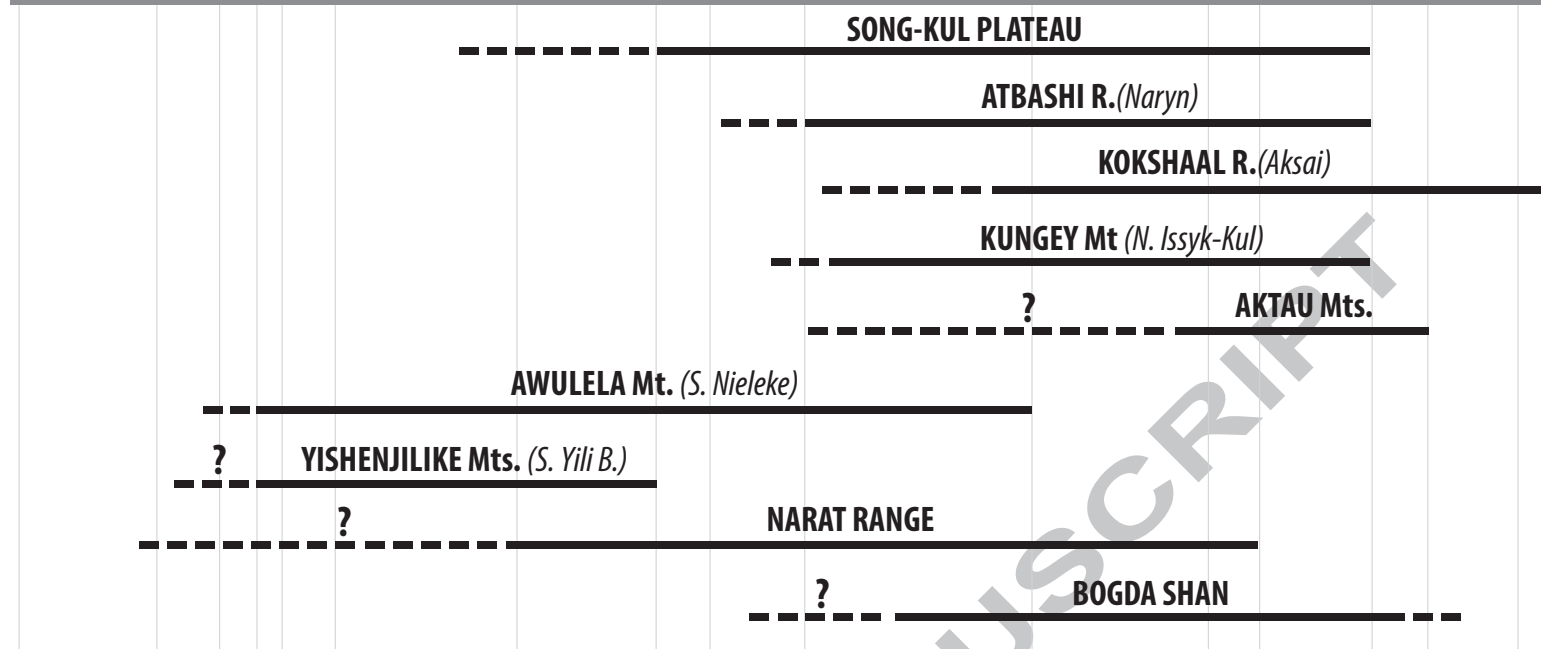 SONG-KUL PLATEAU
ATBASHI R.(Naryn)
KOKSHAAL R.(Aksai)
KUNGEY Mt (N. Issyk-Kul)
? AKTAU Mts.
AWULELA Mt. (S. Nieleke)
? YISHENJILIKE Mts. (S. Yili B.)
? NARAT RANGE
? BOGDA SHAN
USCRIPT